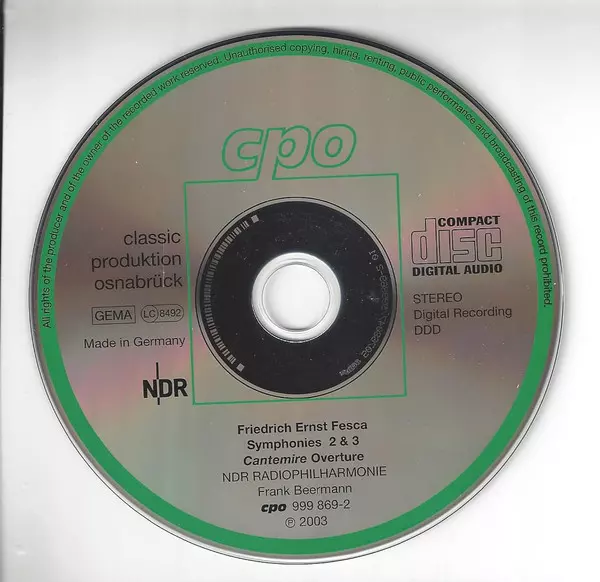 All rights of the producer and of the owner of the recorded work reserved. Unauthorised copying, hiring, renting, public performance and broadcasting of this record prohibited.
cpo
classic
produktion
osnabrück
GEMA LC 8492
Made in Germany
NDR
COMPACT
disc
DIGITAL AUDIO
STEREO
Digital Recording
DDD
Friedrich Ernst Fesca
Symphonies 2 & 3
Cantemire Overture
NDR RADIOPHILHARMONIE
Frank Beermann
cpo 999 869-2
℗ 2003